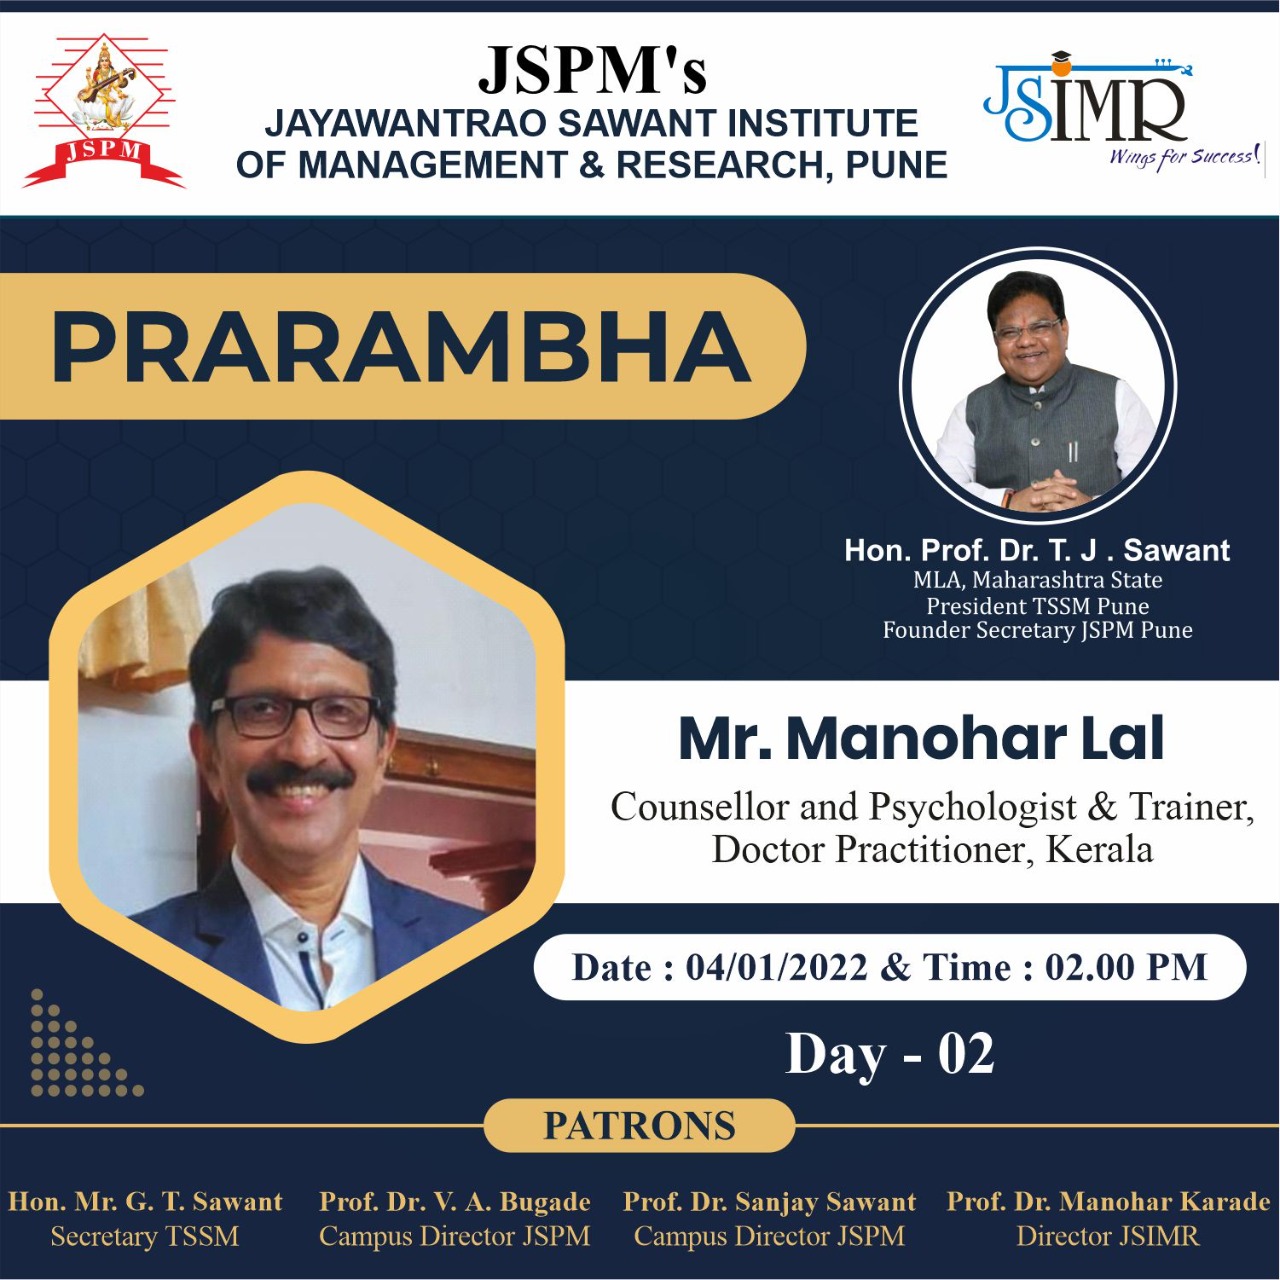 JSPM
JSPM's
JAYAWANTRAO SAWANT INSTITUTE
OF MANAGEMENT & RESEARCH, PUNE
JSIMR
Wings for Success!
PRARAMBHA
Hon. Prof. Dr. T. J . Sawant
MLA, Maharashtra State
President TSSM Pune
Founder Secretary JSPM Pune
Mr. Manohar Lal
Counsellor and Psychologist & Trainer,
Doctor Practitioner, Kerala
Date : 04/01/2022 & Time : 02.00 PM
Day - 02
PATRONS
Hon. Mr. G. T. Sawant
Secretary TSSM
Prof. Dr. V. A. Bugade
Campus Director JSPM
Prof. Dr. Sanjay Sawant
Campus Director JSPM
Prof. Dr. Manohar Karade
Director JSIMR